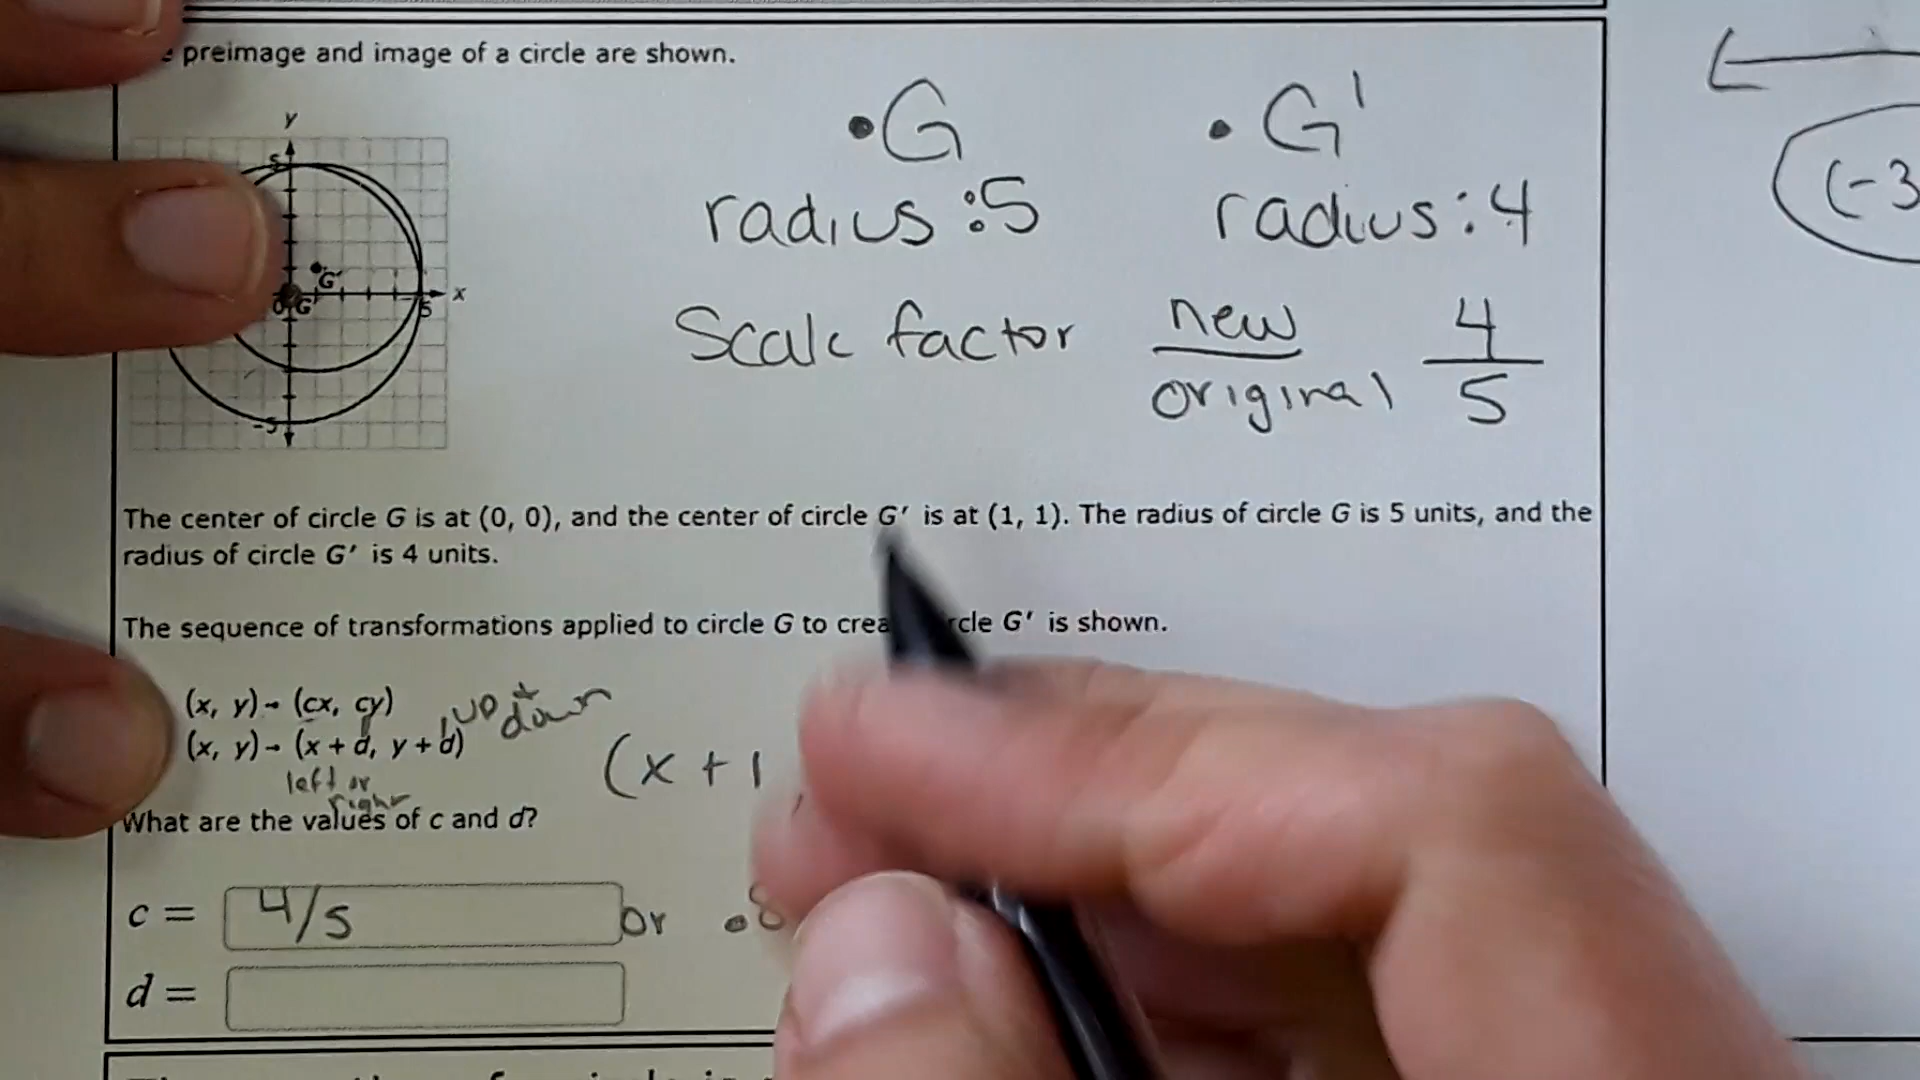 preimage and image of a circle are shown.
y
5
G'
0 G
5
x
-5
•G
radius:5
•G'
radius:4
Scale factor
new
original
4
5
(-3
The center of circle G is at (0, 0), and the center of circle G′ is at (1, 1). The radius of circle G is 5 units, and the
radius of circle G′ is 4 units.
The sequence of transformations applied to circle G to G′ is shown.
(x, y)→ (cx, cy)
up + down
(x, y)→ (x + d, y + d)
left or
right
(x + 1
What are the values of c and d?
c = 4/5 or .8
d =